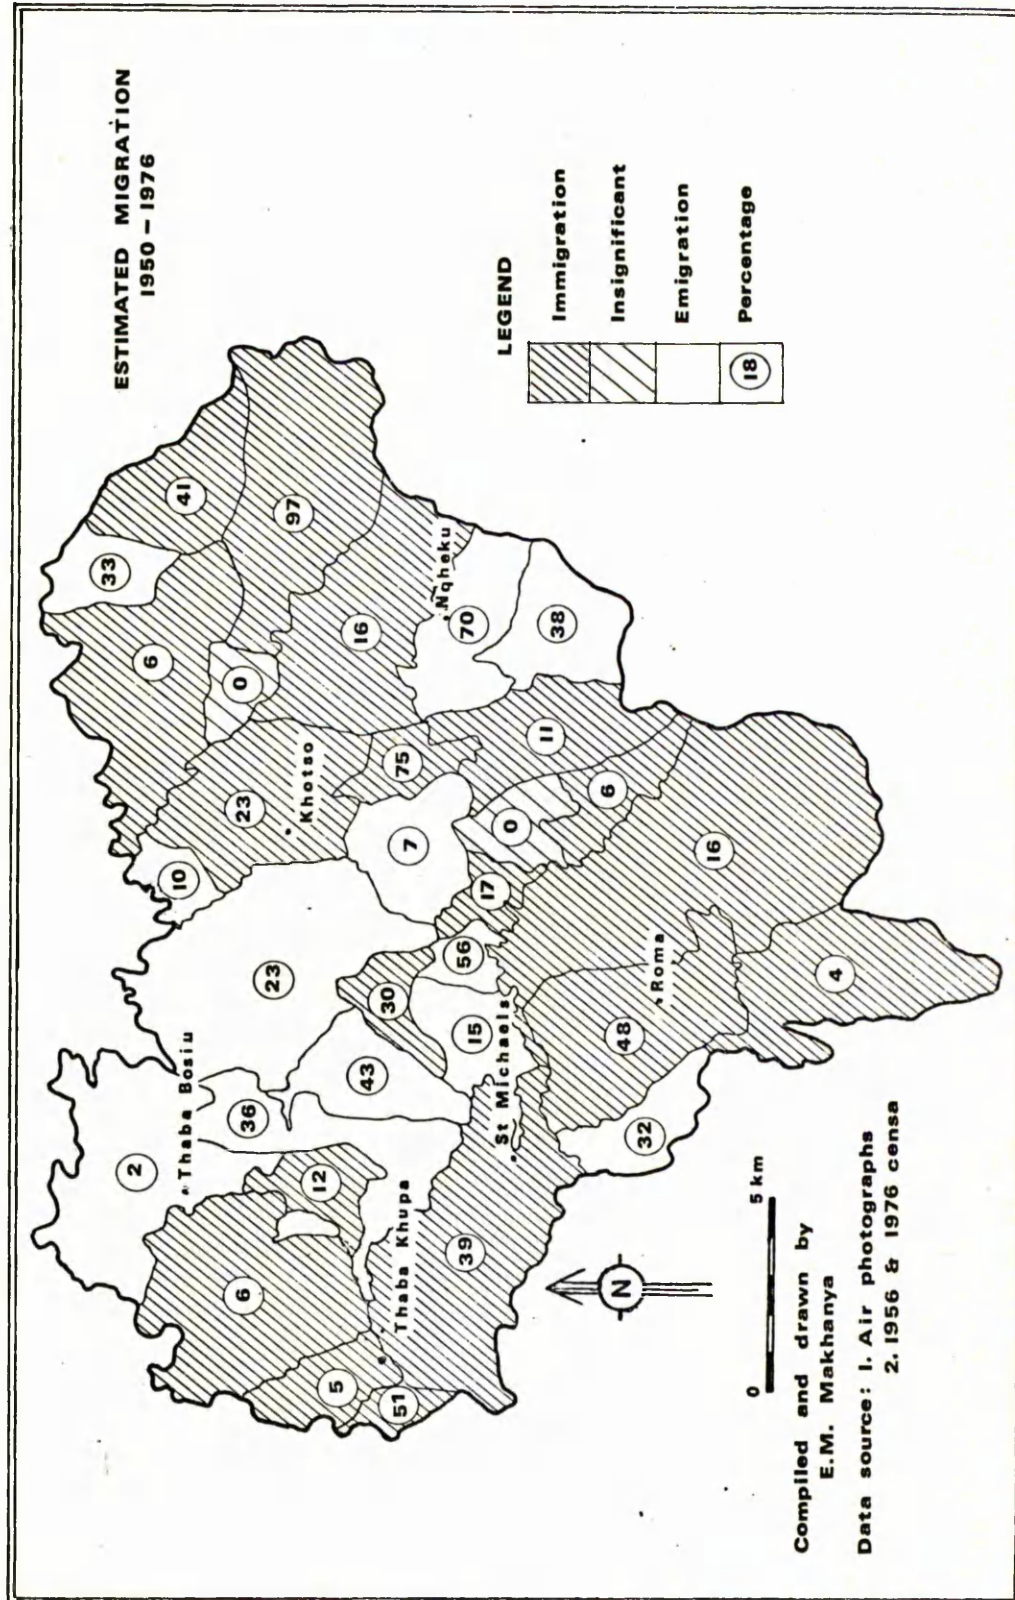 ESTIMATED MIGRATION
1950-1976
33
2
6
10
41
Thaba Bosiu
6
36
23
0
23
97
Khotso
12
5
43
16
30
51
Thaba Khupa
7
75
Nqheku
39
15
56
70
17
St Michaels
0
11
38
6
48
32
Roma
16
4
N
LEGEND
Immigration
Insignificant
Emigration
18 Percentage
0 5 km
Compiled and drawn by
E.M. Makhanya
Data source: 1. Air photographs
2. 1956 & 1976 censa